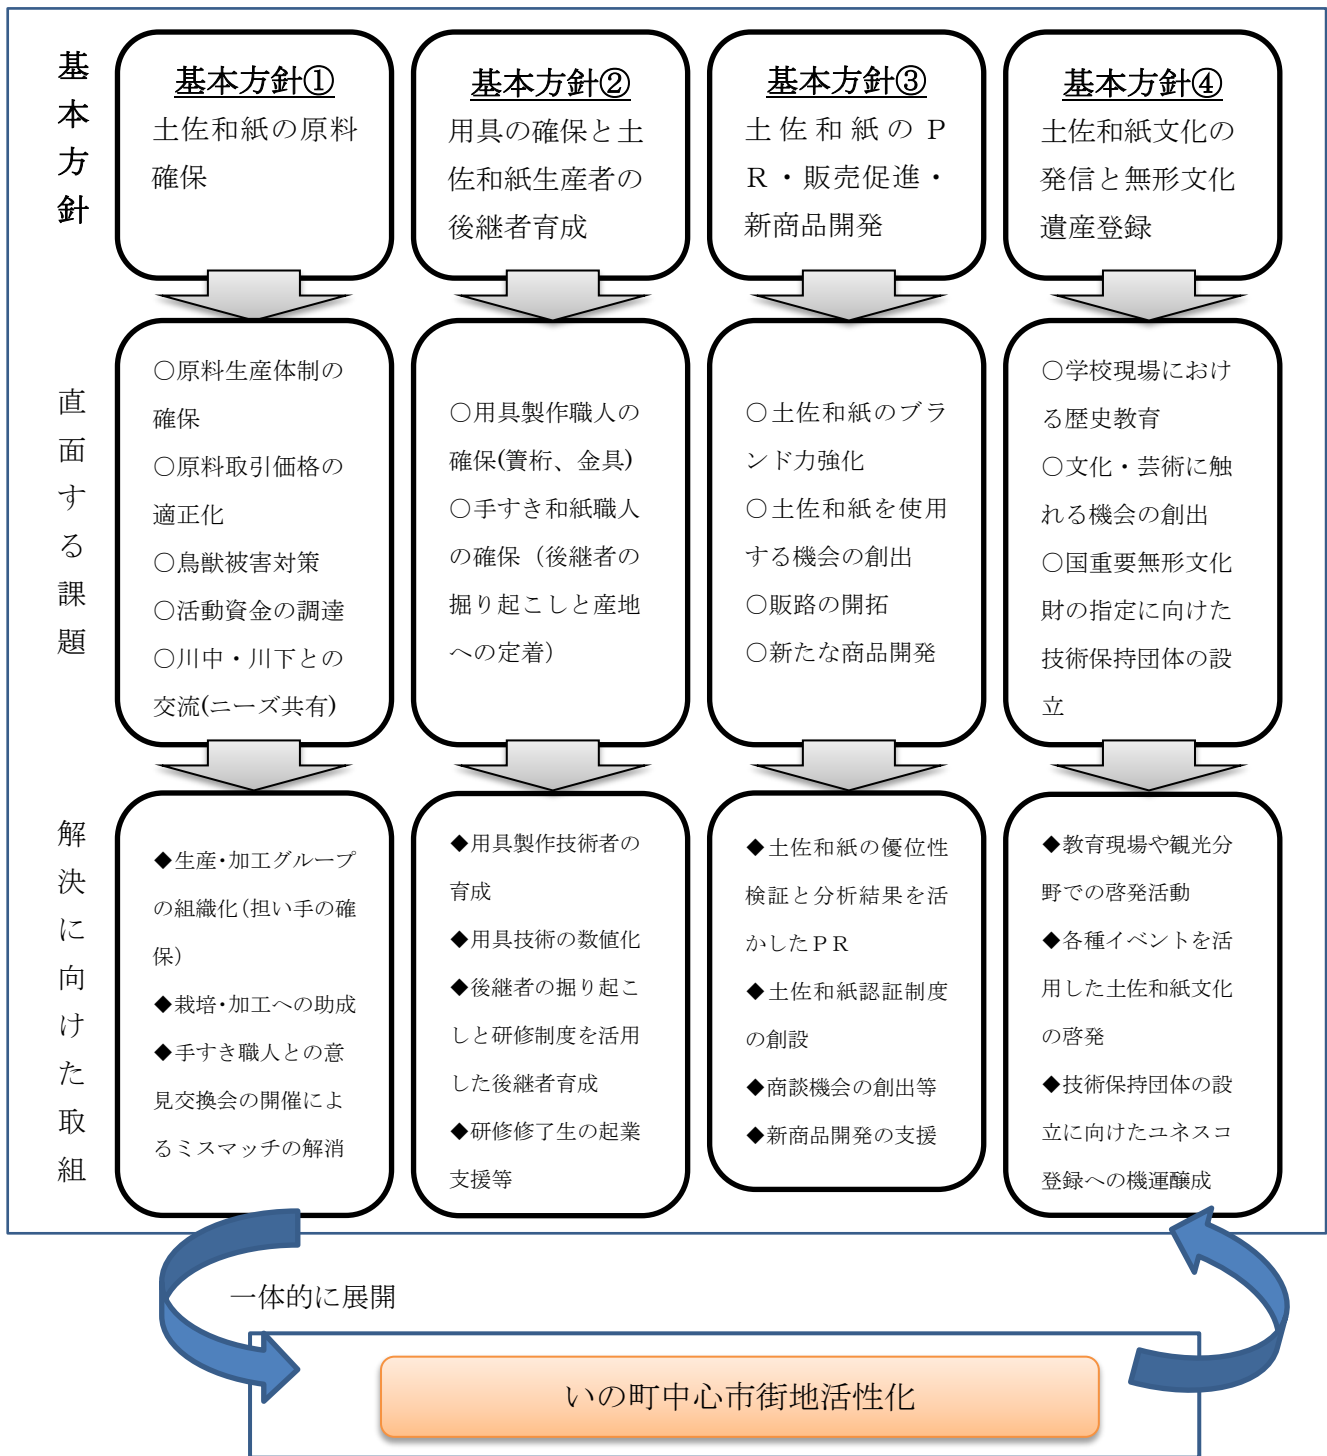 基本方針
基本方針①
土佐和紙の原料
確保
基本方針②
用具の確保と土
佐和紙生産者の
後継者育成
基本方針③
土佐和紙のＰ
Ｒ・販売促進・
新商品開発
基本方針④
土佐和紙文化の
発信と無形文化
遺産登録
直面する課題
○原料生産体制の
確保
○原料取引価格の
適正化
○鳥獣被害対策
○活動資金の調達
○川中・川下との
交流(ニーズ共有)
○用具製作職人の
確保(簀桁、金具)
○手すき和紙職人
の確保（後継者の
掘り起こしと産地
への定着）
○土佐和紙のブラ
ンド力強化
○土佐和紙を使用
する機会の創出
○販路の開拓
○新たな商品開発
○学校現場におけ
る歴史教育
○文化・芸術に触
れる機会の創出
○国重要無形文化
財の指定に向けた
技術保持団体の設
立
解決に向けた取組
◆生産・加工グループ
の組織化（担い手の確
保）
◆栽培・加工への助成
◆手すき職人との意
見交換会の開催によ
るミスマッチの解消
◆用具製作技術者の
育成
◆用具技術の数値化
◆後継者の掘り起こ
しと研修制度を活用
した後継者育成
◆研修修了生の起業
支援等
◆土佐和紙の優位性
検証と分析結果を活
かしたＰＲ
◆土佐和紙認証制度
の創設
◆商談機会の創出等
◆新商品開発の支援
◆教育現場や観光分
野での啓発活動
◆各種イベントを活
用した土佐和紙文化
の啓発
◆技術保持団体の設
立に向けたユネスコ
登録への機運醸成
一体的に展開
いの町中心市街地活性化